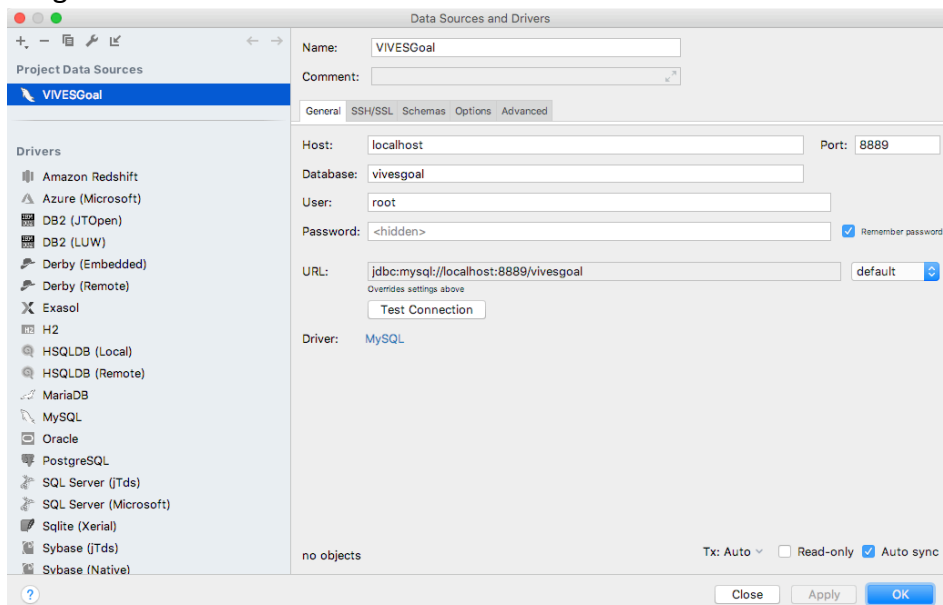 Data Sources and Drivers
Project Data Sources
VIVESGoal
Drivers
Amazon Redshift
Azure (Microsoft)
DB2 (JTOpen)
DB2 (LUW)
Derby (Embedded)
Derby (Remote)
Exasol
H2
HSQLDB (Local)
HSQLDB (Remote)
MariaDB
MySQL
Oracle
PostgreSQL
SQL Server (jTds)
SQL Server (Microsoft)
Sqlite (Xerial)
Sybase (jTds)
Sybase (Native)
Name: VIVESGoal
Comment:
General SSH/SSL Schemas Options Advanced
Host: localhost Port: 8889
Database: vivesgoal
User: root
Password: <hidden> Remember password
URL: jdbc:mysql://localhost:8889/vivesgoal default
Overrides settings above
Test Connection
Driver: MySQL
no objects Tx: Auto Read-only Auto sync
? Close Apply OK